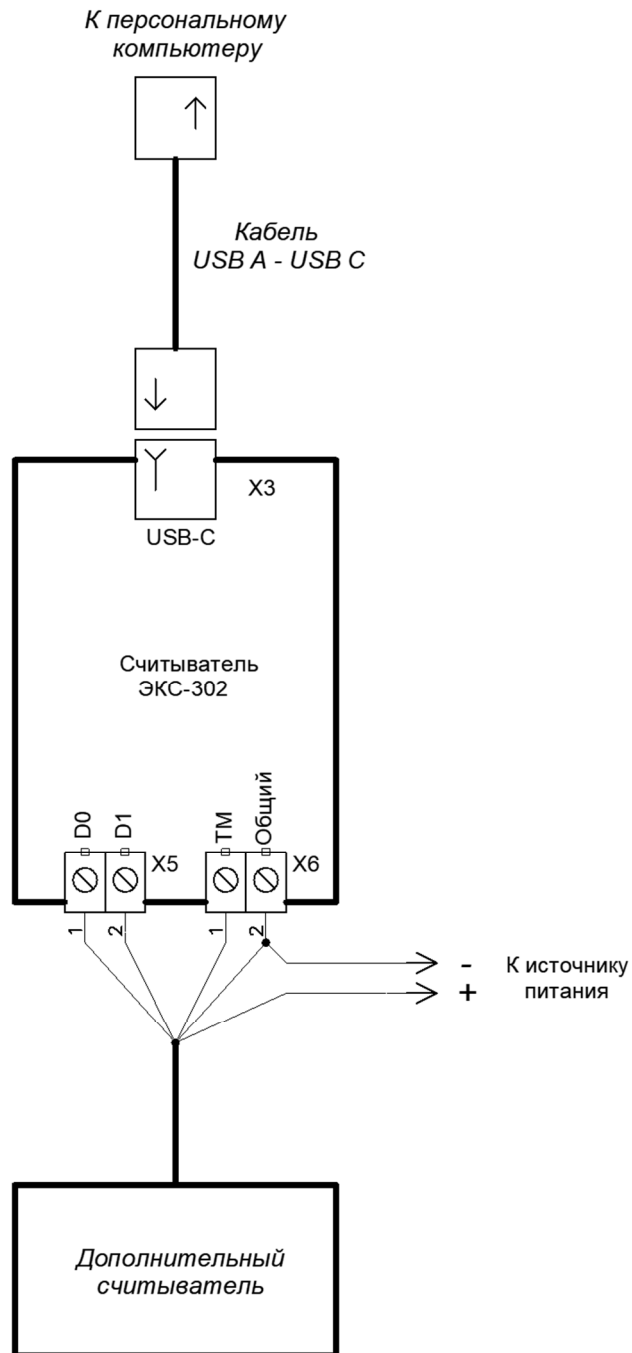 К персональному
компьютеру
Кабель
USB A - USB C
X3
USB-C
Считыватель
ЭКС-302
D0
D1
X5
TM
Общий
X6
1
2
1
2
-
+
К источнику
питания
Дополнительный
считыватель